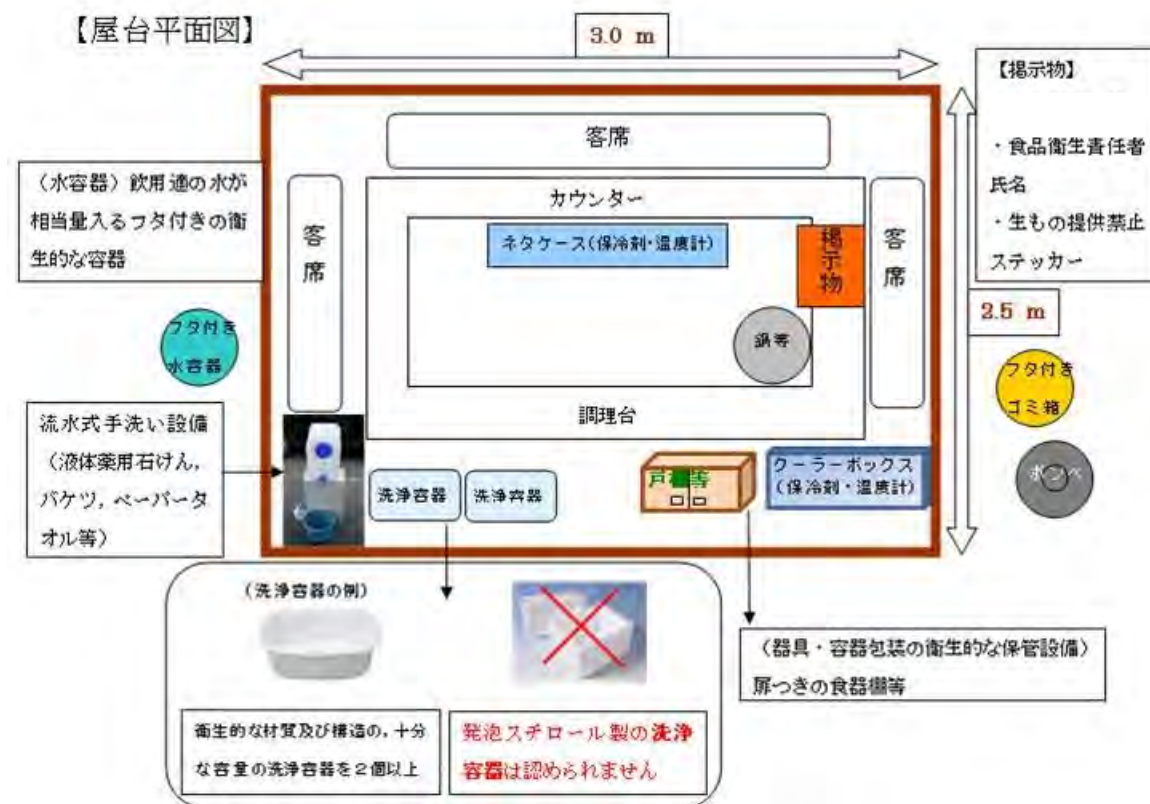 【屋台平面図】
3.0 m
【掲示物】
・食品衛生責任者
氏名
・生もの提供禁止
ステッカー
2.5 m
（水容器）飲用適の水が
相当量入るフタ付きの衛
生的な容器
客席
客席
客席
カウンター
ネタケース(保冷剤・温度計)
掲示物
鍋等
調理台
フタ付き
水容器
フタ付き
ゴミ箱
ボンベ
流水式手洗い設備
（液体薬用石けん，
バケツ，ペーパータ
オル等）
洗浄容器
洗浄容器
戸棚等
クーラーボックス
(保冷剤・温度計)
（洗浄容器の例）
衛生的な材質及び構造の，十分
な容量の洗浄容器を２個以上
発泡スチロール製の洗浄
容器は認められません
（器具・容器包装の衛生的な保管設備）
扉つきの食器棚等